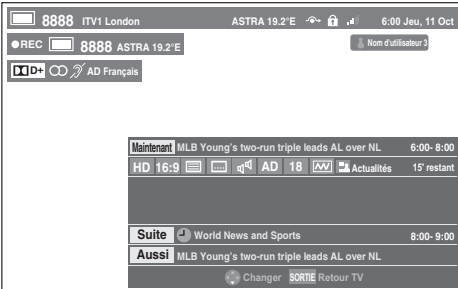 8888 ITV1 London ASTRA 19.2°E 6:00 Jeu, 11 Oct
REC 8888 ASTRA 19.2°E Nom d'utilisateur 3
D+ AD Français
Maintenant MLB Young's two-run triple leads AL over NL 6:00- 8:00
HD 16:9 AD 18 Actualités 15' restant
Suite World News and Sports 8:00- 9:00
Aussi MLB Young's two-run triple leads AL over NL
Changer SORTIE Retour TV